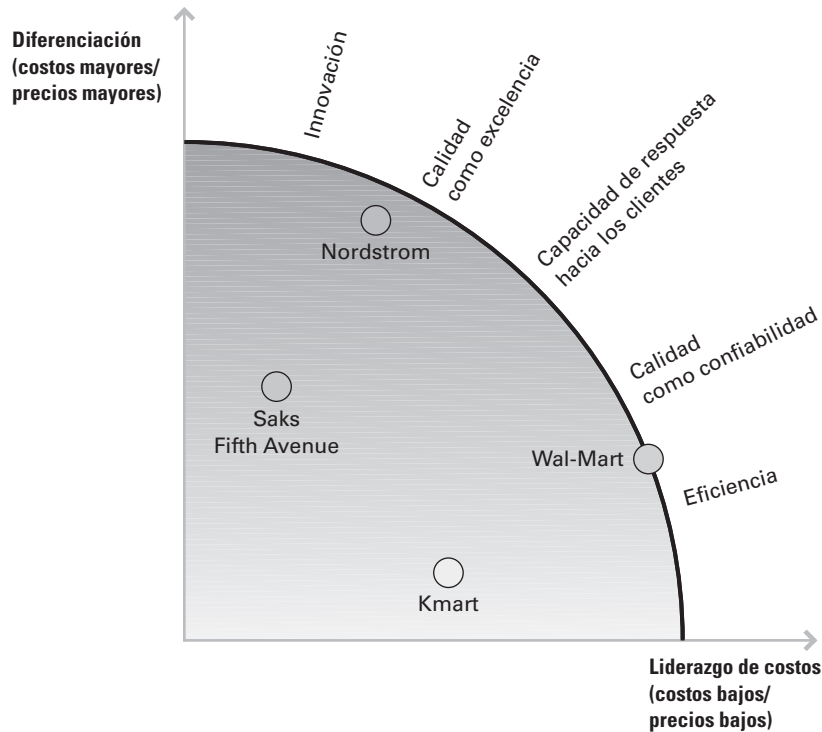 Diferenciación
(costos mayores/
precios mayores)
Innovación
Calidad
como excelencia
Capacidad de respuesta
hacia los clientes
Nordstrom
Calidad
como confiabilidad
Saks
Fifth Avenue
Wal-Mart
Eficiencia
Kmart
Liderazgo de costos
(costos bajos/
precios bajos)